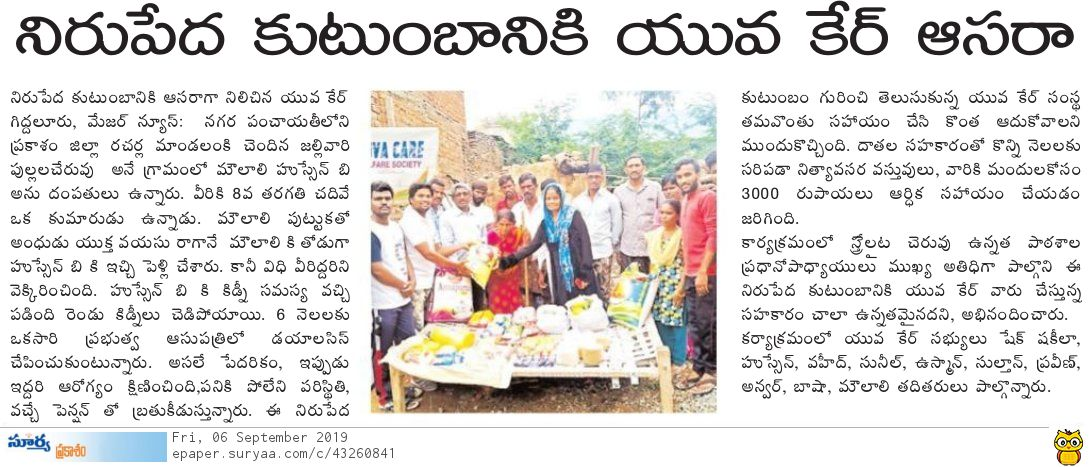 నిరుపేద కుటుంబానికి యువ కేర్ ఆసరా
నిరుపేద కుటుంబానికి ఆసరాగా నిలిచిన యువ కేర్
గిద్దలూరు, మేజర్ న్యూస్: నగర పంచాయతీలోని
ప్రకాశం జిల్లా రచర్ల మాండలంకి చెందిన జల్లివారి
పుల్లలచేరువు అనే గ్రామంలో మౌలాలి హుస్సేన్ బి
అను దంపతులు ఉన్నారు. వీరికి 8వ తరగతి చదివే
ఒక కుమారుడు ఉన్నాడు. మౌలాలి పుట్టుకతో
అంధుడు యుక్త వయసు రాగానే మౌలాలి కి తోడుగా
హుస్సేన్ బి కి ఇచ్చి పెళ్లి చేశారు. కానీ విధి వీరిద్దరిని
వెక్కిరించింది. హుస్సేన్ బి కి కిడ్నీ సమస్య వచ్చి
పడింది రెండు కిడ్నీలు చెడిపోయాయి. 6 నెలలకు
ఒకసారి ప్రభుత్వ ఆసుపత్రిలో డయాలసిస్
చేపించుకుంటున్నారు. అసలే పేదరికం, ఇప్పుడు
ఇద్దరి ఆరోగ్యం క్షిణించింది,పనికి పోలేని పరిస్థితి,
వచ్చే పెన్షన్ తో బ్రతుకీడుస్తున్నారు. ఈ నిరుపేద
UVA CARE
FARE SOCIETY
కుటుంబం గురించి తెలుసుకున్న యువ కేర్ సంస్థ
తమవంతు సహాయం చేసి కొంత ఆదుకోవాలని
ముందుకొచ్చింది. దాతల సహకారంతో కొన్ని నెలలకు
సరిపడా నిత్యావసర వస్తువులు, వారికి మందులకోసం
3000 రుపాయలు ఆర్ధిక సహాయం చేయడం
జరిగింది.
కార్యక్రమంలో చెరువు ఉన్నత పాఠశాల
ప్రధానోపాధ్యాయులు ముఖ్య అతిధిగా పాల్గొని ఈ
నిరుపేద కుటుంబానికి యువ కేర్ వారు చేస్తున్న
సహకారం చాలా ఉన్నతమైనదని, అభినందించారు.
కర్యాక్రమంలో యువ కేర్ సభ్యులు షేక్ షకీలా,
హుస్సేన్, వహీద్, సునీల్, ఉస్మాన్, సుల్తాన్, ప్రవీణ్,
అన్వర్, బాషా, మౌలాలి తదితరులు పాల్గొన్నారు.
సూర్య
ప్రకాశం
Fri, 06 September 2019
epaper.suryaa.com/c/43260841